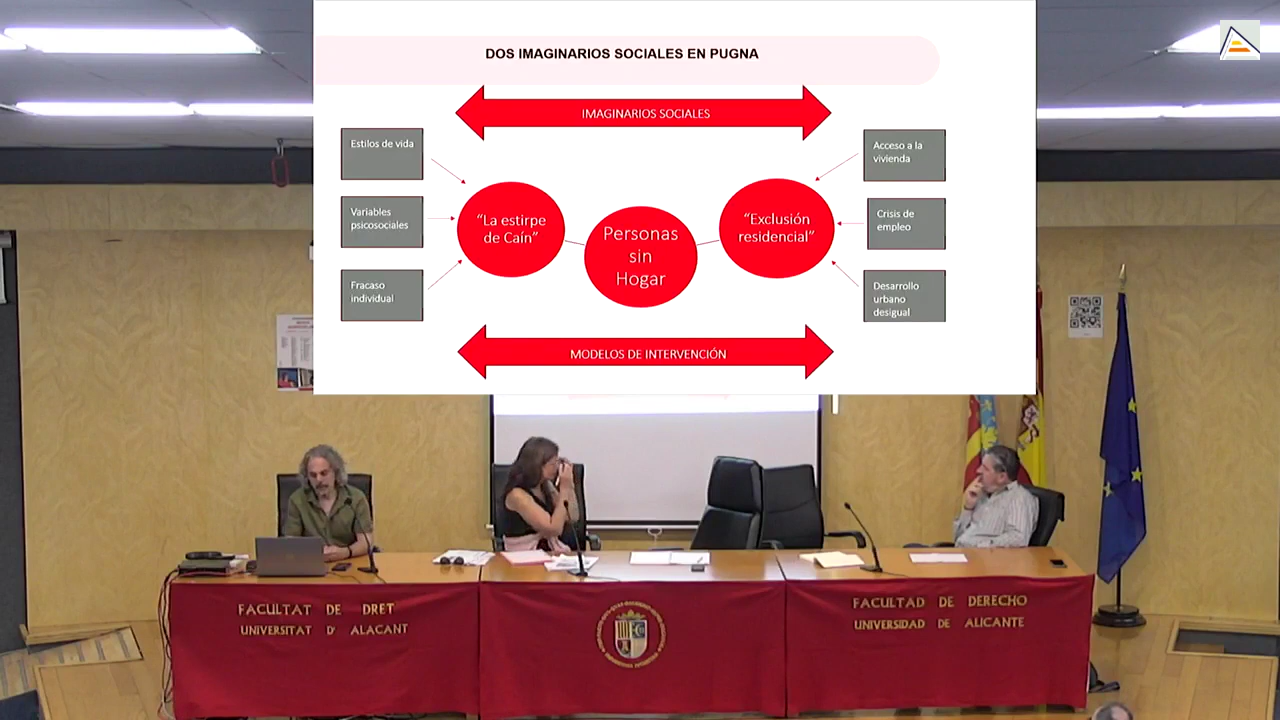 DOS IMAGINARIOS SOCIALES EN PUGNA
IMAGINARIOS SOCIALES
Estilos de vida
Variables
psicosociales
Fracaso
individual
“La estirpe
de Caín”
Personas
sin
Hogar
“Exclusión
residencial”
Acceso a la
vivienda
Crisis de
empleo
Desarrollo
urbano
desigual
MODELOS DE INTERVENCIÓN
FACULTAT DE DRET
UNIVERSITAT D' ALACANT
FACULTAD DE DERECHO
UNIVERSIDAD DE ALICANTE